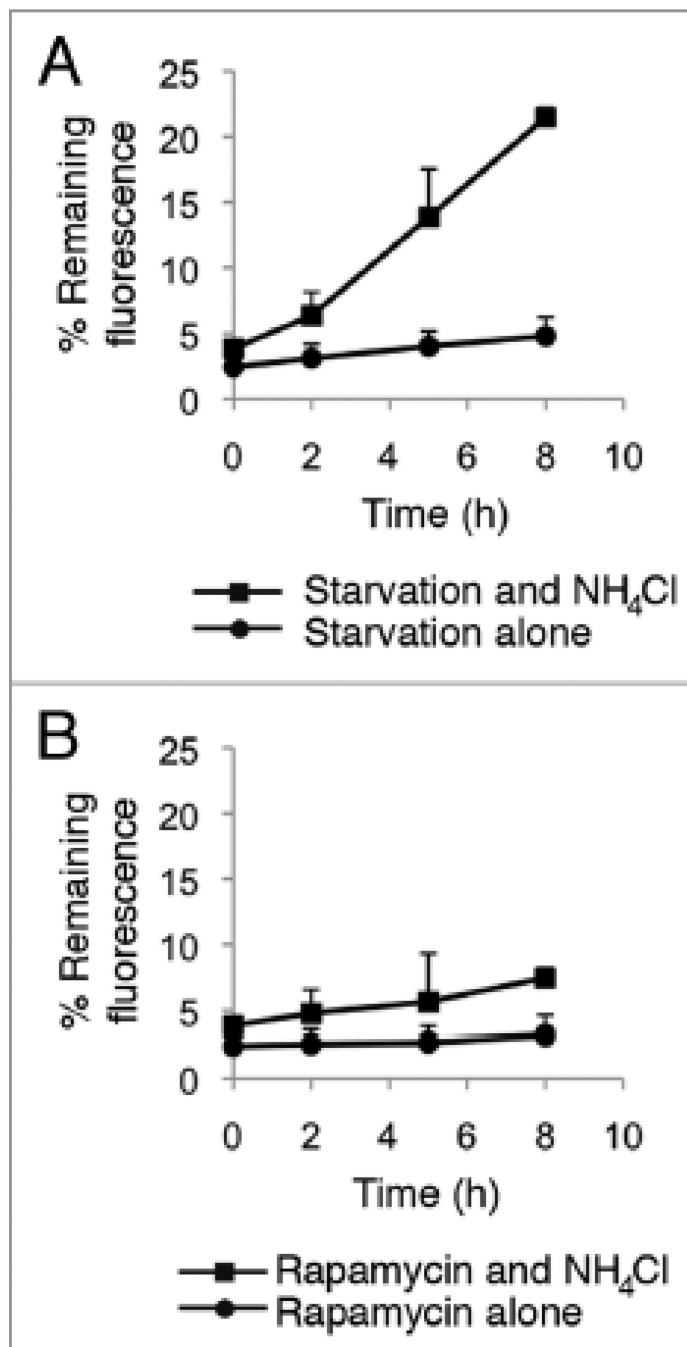 A
% Remaining
fluorescence
25
20
15
10
5
0
0 2 4 6 8 10
Time (h)
Starvation and NH₄Cl
Starvation alone
B
% Remaining
fluorescence
25
20
15
10
5
0
0 2 4 6 8 10
Time (h)
Rapamycin and NH₄Cl
Rapamycin alone